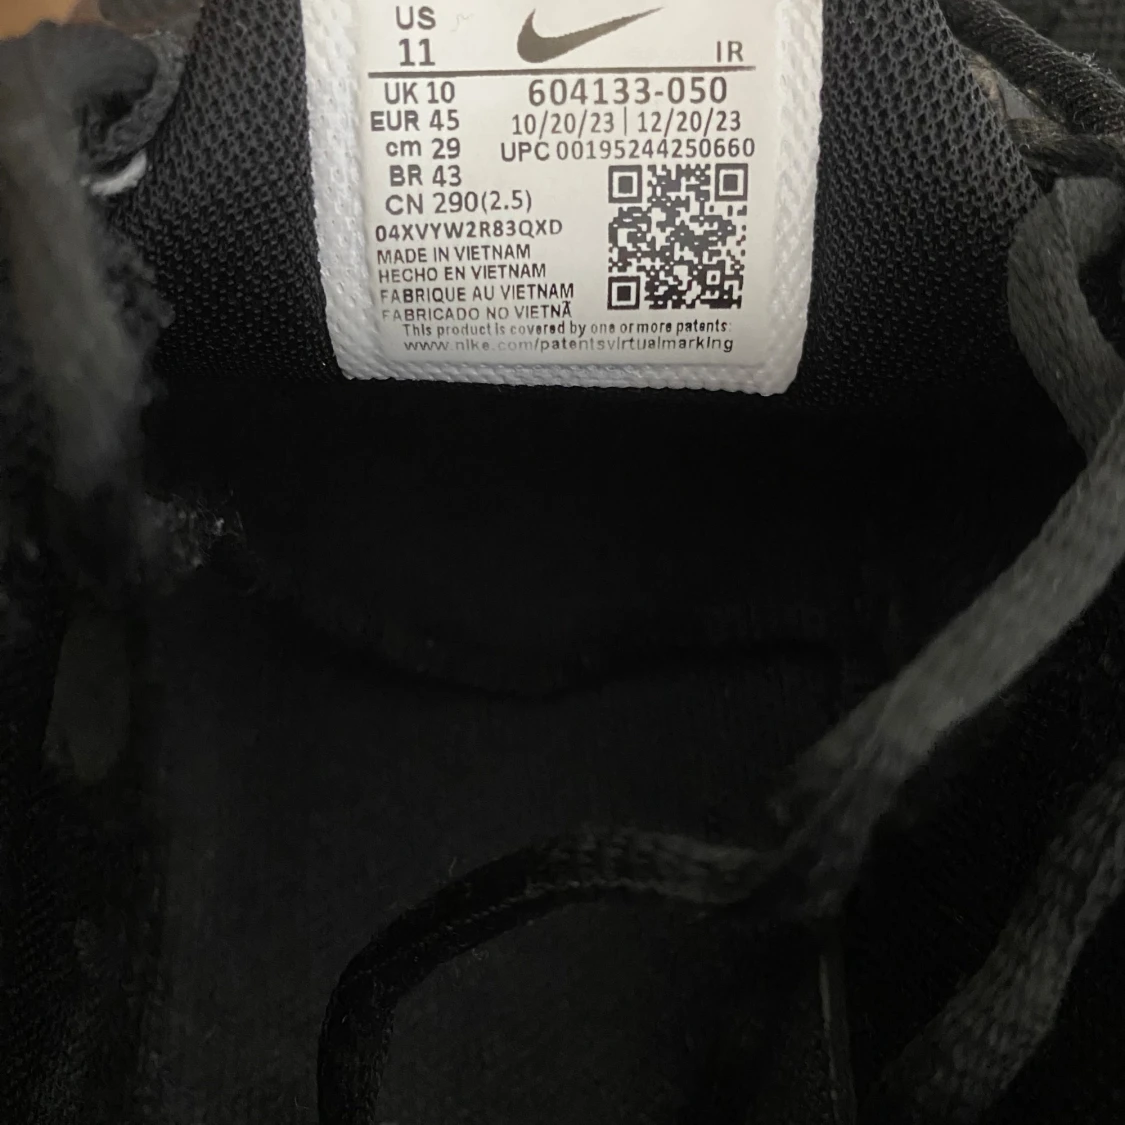 US
11
IR
UK 10
604133-050
EUR 45
10/20/23 | 12/20/23
cm 29
UPC 00195244250660
BR 43
CN 290(2.5)
04XVYW2R83QXD
MADE IN VIETNAM
HECHO EN VIETNAM
FABRIQUE AU VIETNAM
FABRICADO NO VIETNÃ
This product is covered by one or more patents:
www.nike.com/patentsvirtualmarking